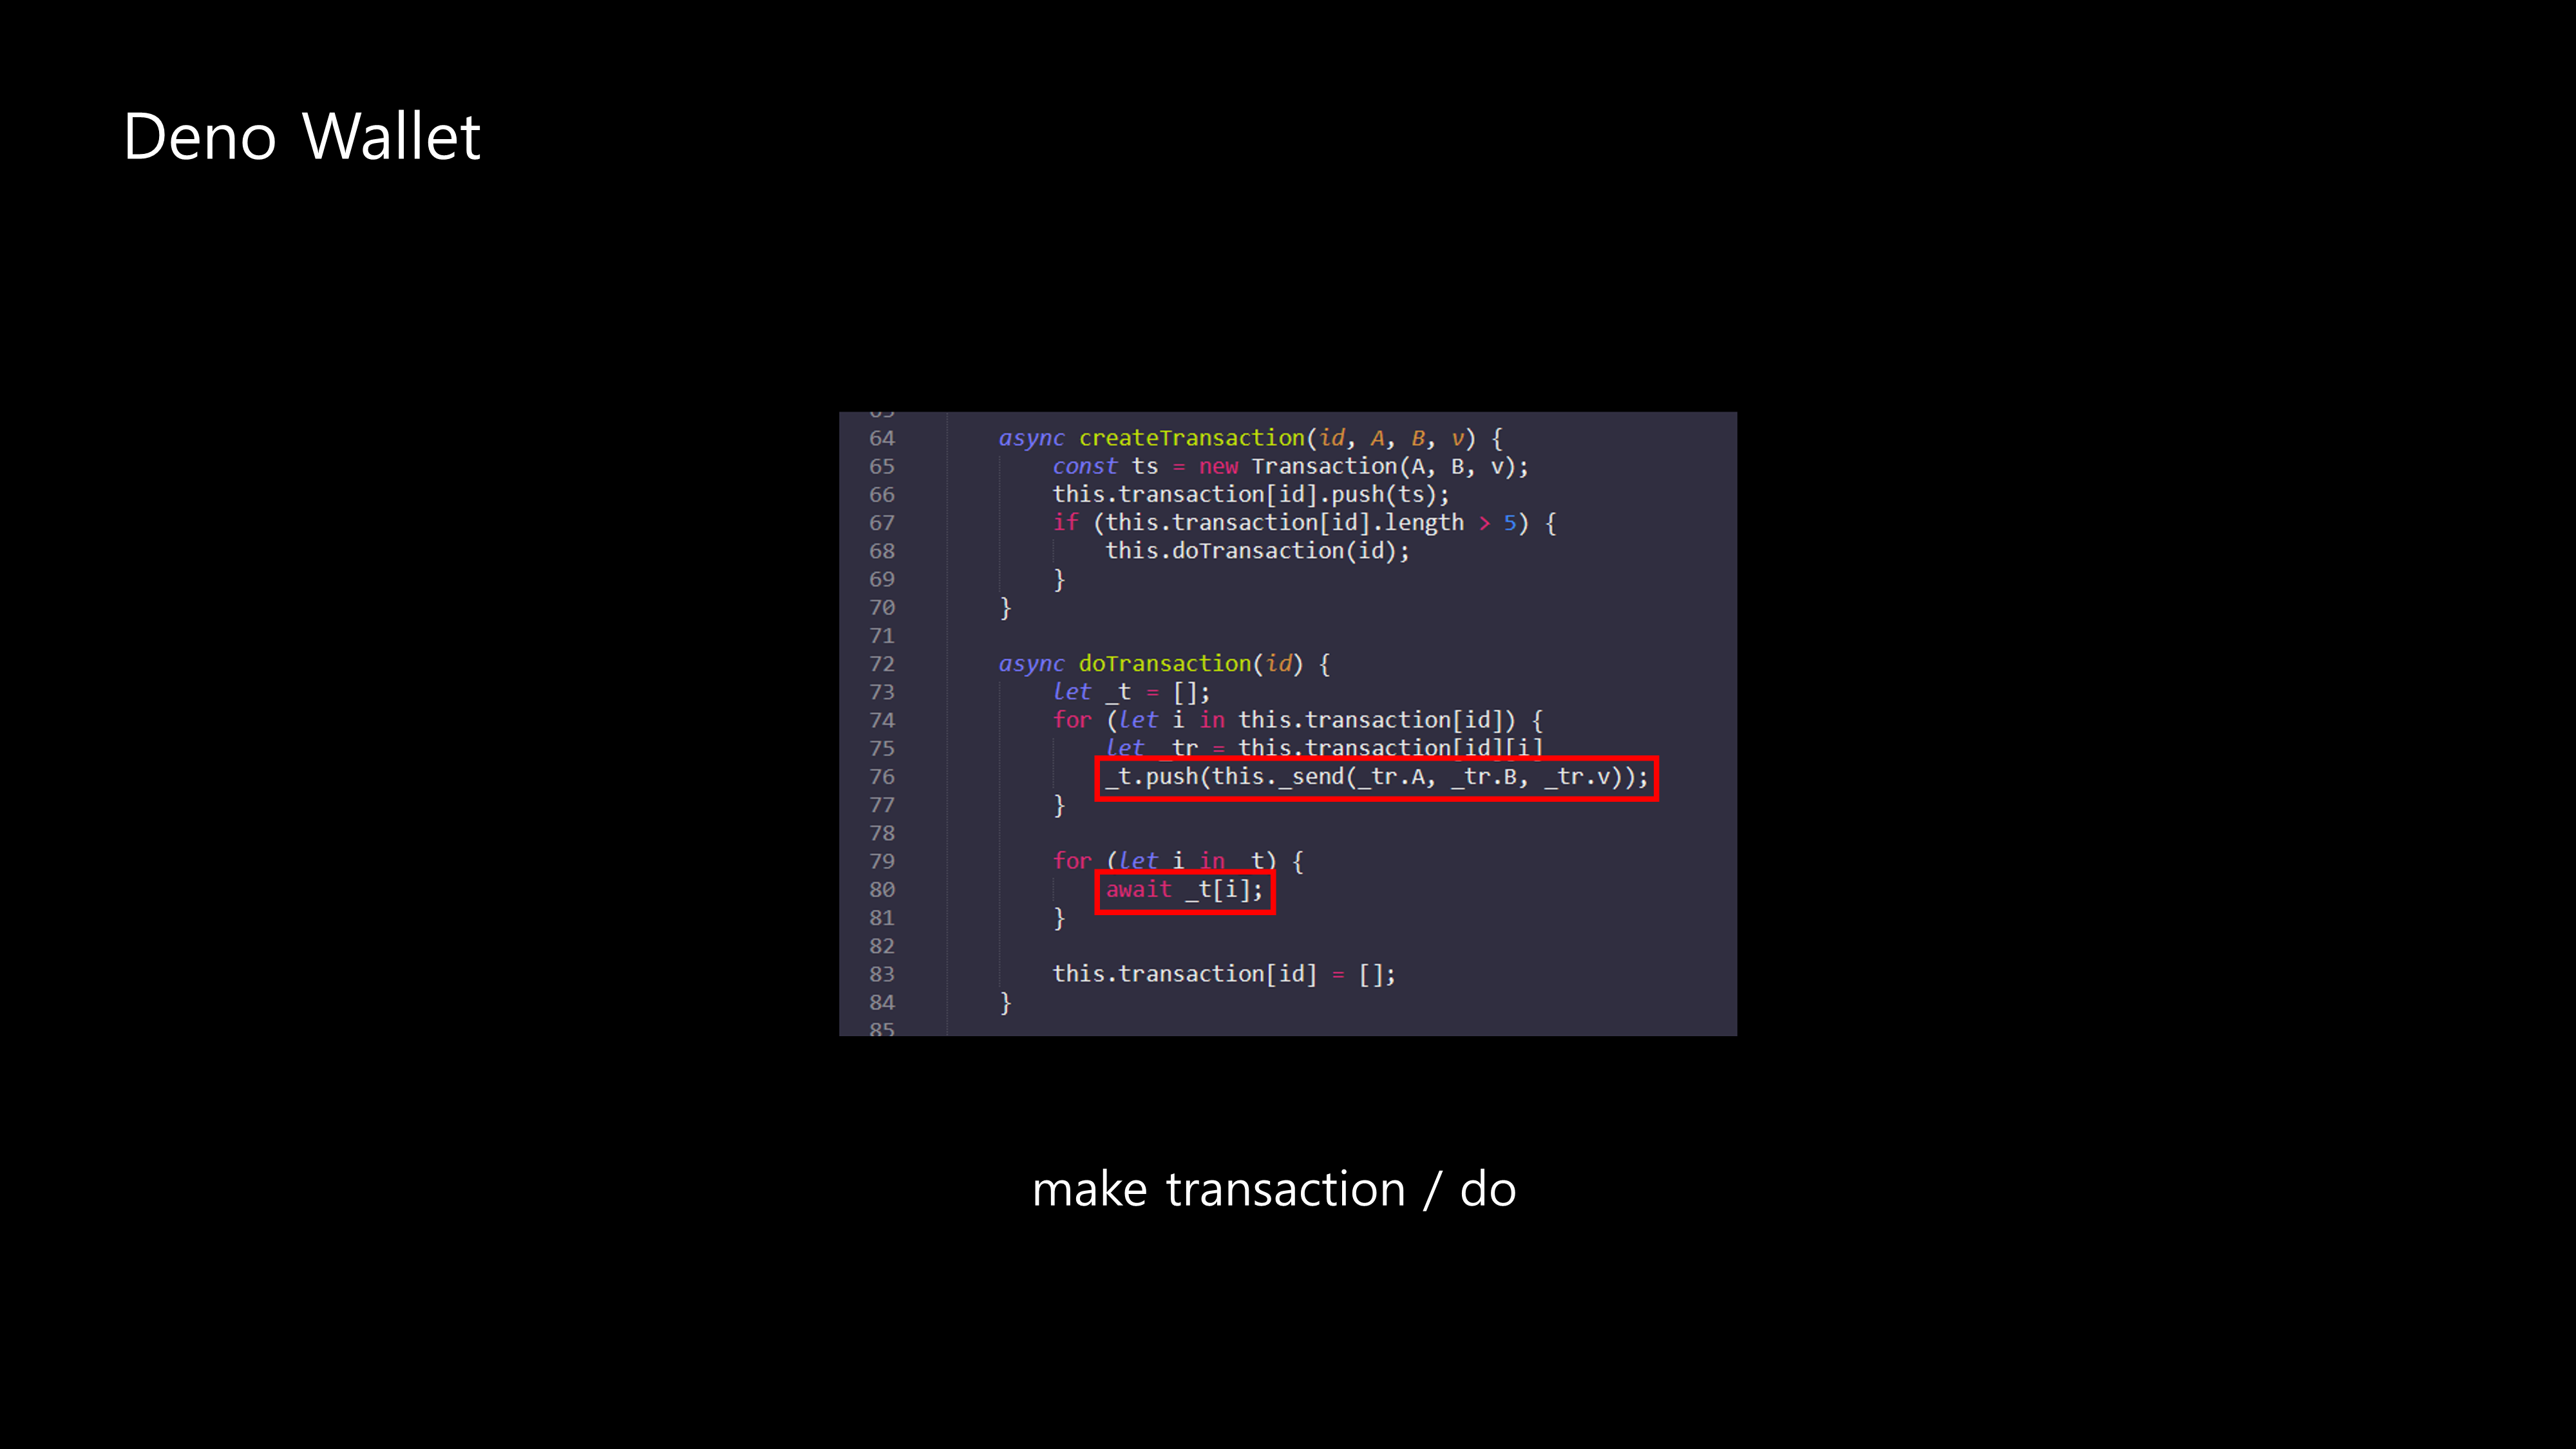 Deno Wallet
64 async createTransaction(id, A, B, v) {
65 const ts = new Transaction(A, B, v);
66 this.transaction[id].push(ts);
67 if (this.transaction[id].length > 5) {
68 this.doTransaction(id);
69 }
70 }
71
72 async doTransaction(id) {
73 let _t = [];
74 for (let i in this.transaction[id]) {
75 let _tr = this.transaction[id][i]
76 _t.push(this._send(_tr.A, _tr.B, _tr.v));
77 }
78
79 for (let i in _t) {
80 await _t[i];
81 }
82
83 this.transaction[id] = [];
84 }
85
make transaction / do